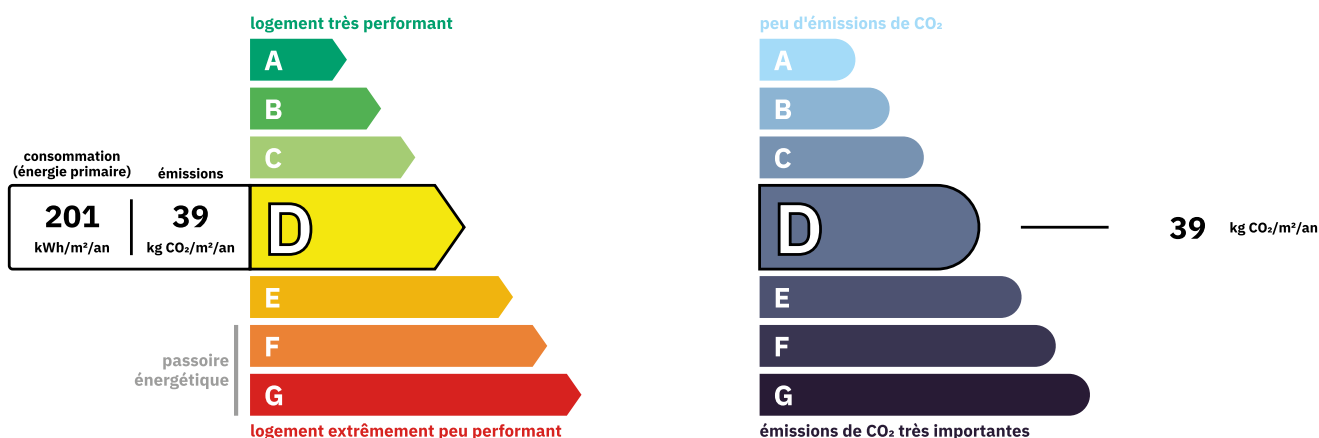 logement très performant
A
B
C
consommation
(énergie primaire)
émissions
201
kWh/m²/an
39
kg CO₂/m²/an
D
E
F
G
passoire
énergétique
logement extrêmement peu performant
peu d'émissions de CO₂
A
B
C
D
39
kg CO₂/m²/an
E
F
G
émissions de CO₂ très importantes